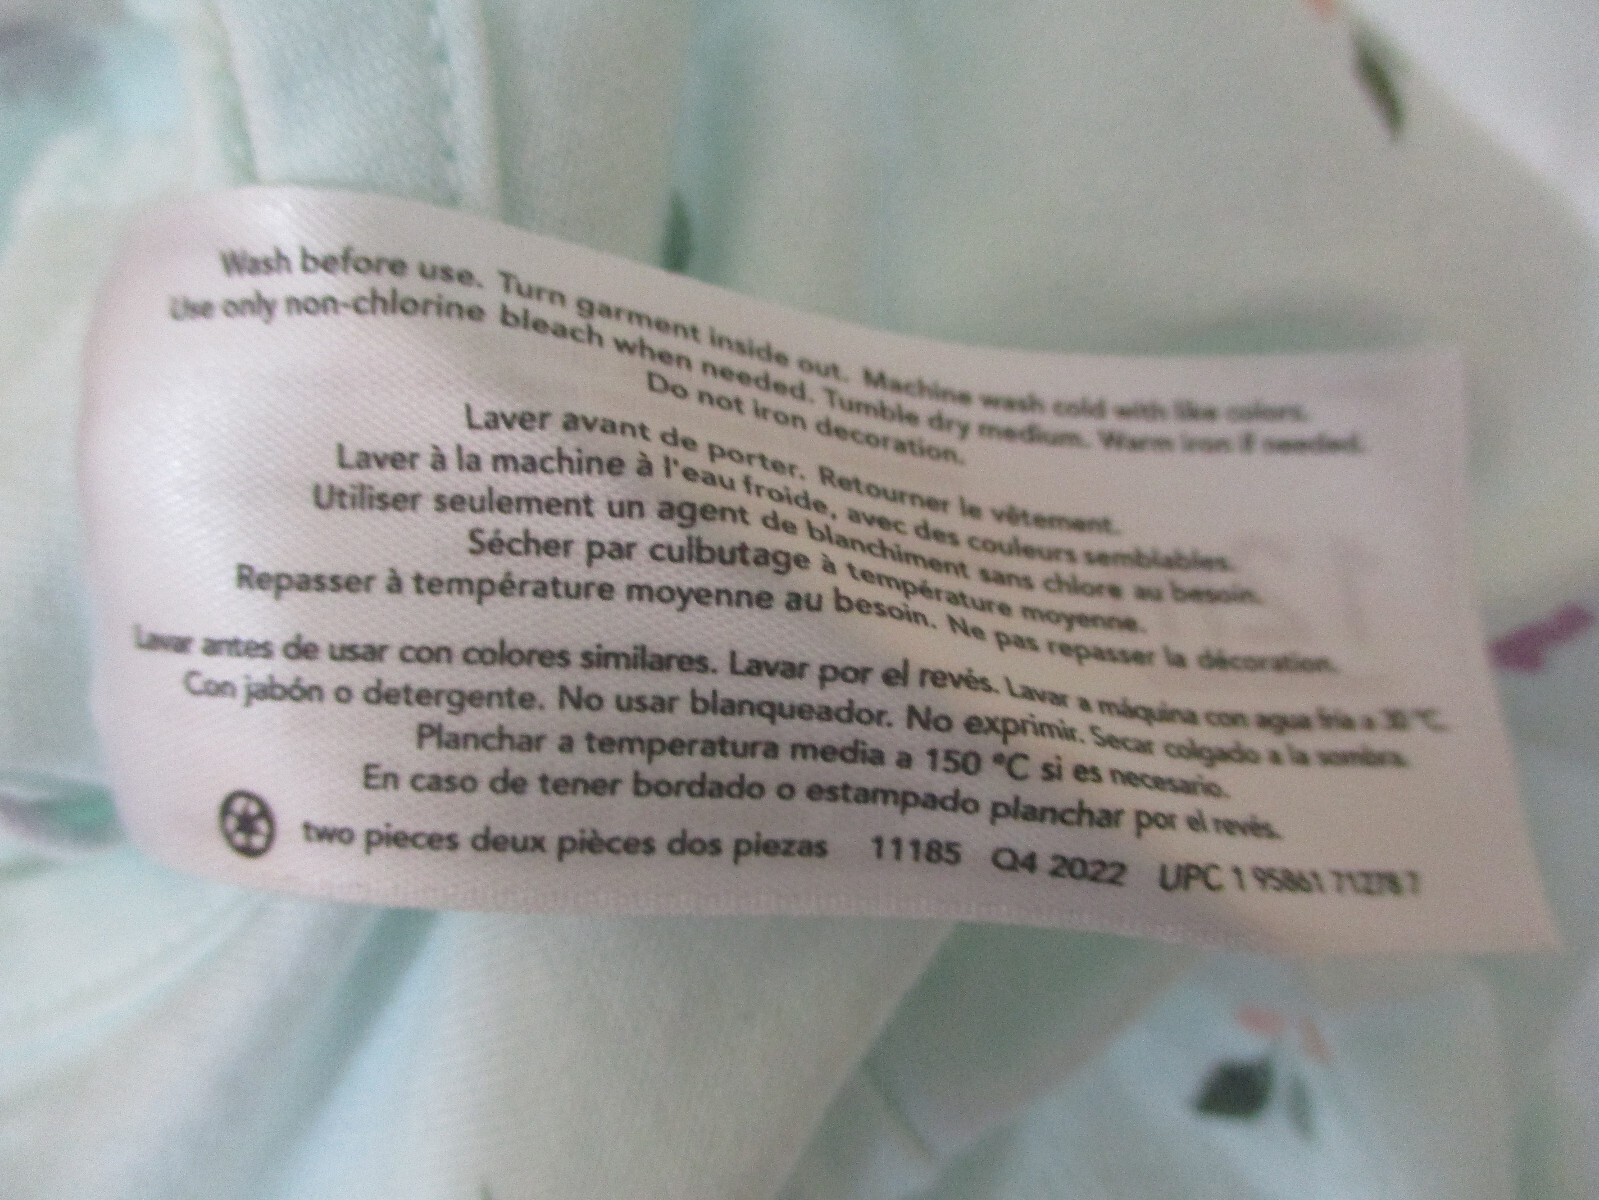 Wash before use. Turn garment inside out. Machine wash cold with like colors.
Use only non-chlorine bleach when needed. Tumble dry medium. Warm iron if needed.
Do not iron decoration.
Laver avant de porter. Retourner le vêtement.
Laver à la machine à l'eau froide, avec des couleurs semblables.
Utiliser seulement un agent de blanchiment sans chlore au besoin.
Sécher par culbutage à température moyenne.
Repasser à température moyenne au besoin. Ne pas repasser la décoration.
Lavar antes de usar con colores similares. Lavar por el revés. Lavar a máquina con agua fría a 30 °C.
Con jabón o detergente. No usar blanqueador. No exprimir. Secar colgado a la sombra.
Planchar a temperatura media a 150 °C si es necesario.
En caso de tener bordado o estampado planchar por el revés.
two pieces deux pièces dos piezas 11185 Q4 2022 UPC 1 95861 71278 7